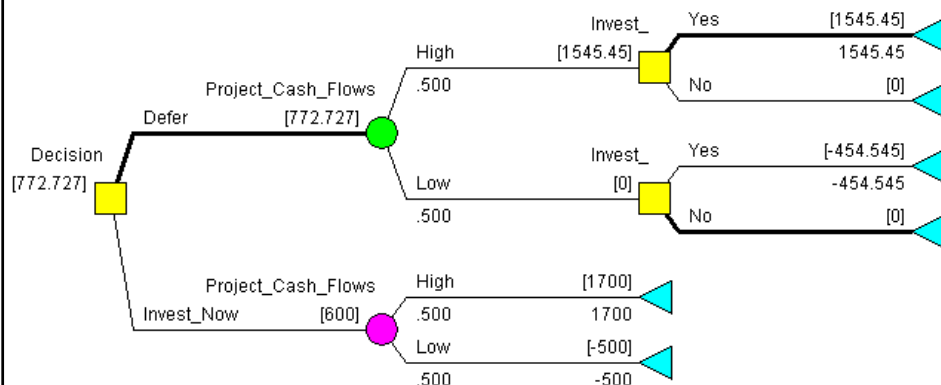 Invest_ Yes [1545.45]
High [1545.45] 1545.45
.500 No [0]
Project_Cash_Flows
Defer [772.727]
Decision Invest_ Yes [-454.545]
[772.727] Low [0] -454.545
.500 No [0]
Project_Cash_Flows High [1700]
Invest_Now [600] .500 1700
Low [-500]
.500 -500